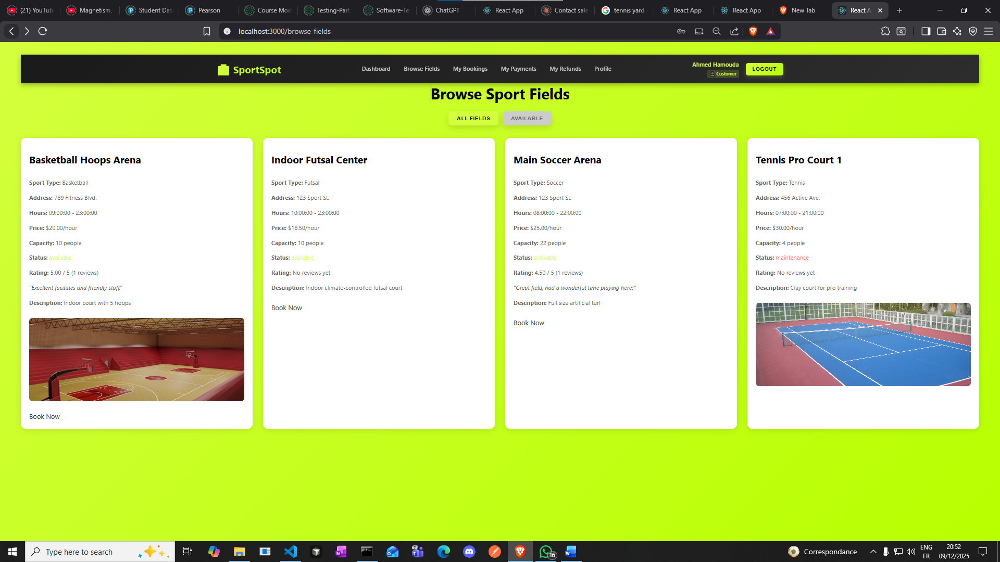 (21) YouTub
Magnetism,
Student Das
Pearson
Course Mod
Testing-Part
Software-Te
ChatGPT
React App
Contact sale
tennis yard
React App
React App
New Tab
React A
localhost:3000/browse-fields
SportSpot
Dashboard
Browse Fields
My Bookings
My Payments
My Refunds
Profile
Ahmed Hamouda
Customer
LOGOUT
Browse Sport Fields
ALL FIELDS
AVAILABLE
Basketball Hoops Arena
Sport Type: Basketball
Address: 789 Fitness Blvd.
Hours: 09:00:00 - 23:00:00
Price: $20.00/hour
Capacity: 10 people
Status: available
Rating: 5.00 / 5 (1 reviews)
"Excellent facilities and friendly staff."
Description: Indoor court with 5 hoops
Book Now
Indoor Futsal Center
Sport Type: Futsal
Address: 123 Sport St.
Hours: 10:00:00 - 23:00:00
Price: $18.50/hour
Capacity: 10 people
Status: available
Rating: No reviews yet
Description: Indoor climate-controlled futsal court
Book Now
Main Soccer Arena
Sport Type: Soccer
Address: 123 Sport St.
Hours: 08:00:00 - 22:00:00
Price: $25.00/hour
Capacity: 22 people
Status: available
Rating: 4.50 / 5 (1 reviews)
"Great field, had a wonderful time playing here!"
Description: Full size artificial turf
Book Now
Tennis Pro Court 1
Sport Type: Tennis
Address: 456 Active Ave.
Hours: 07:00:00 - 21:00:00
Price: $30.00/hour
Capacity: 4 people
Status: maintenance
Rating: No reviews yet
Description: Clay court for pro training
Type here to search
16
Correspondance
ENG
FR
20:52
09/12/2025